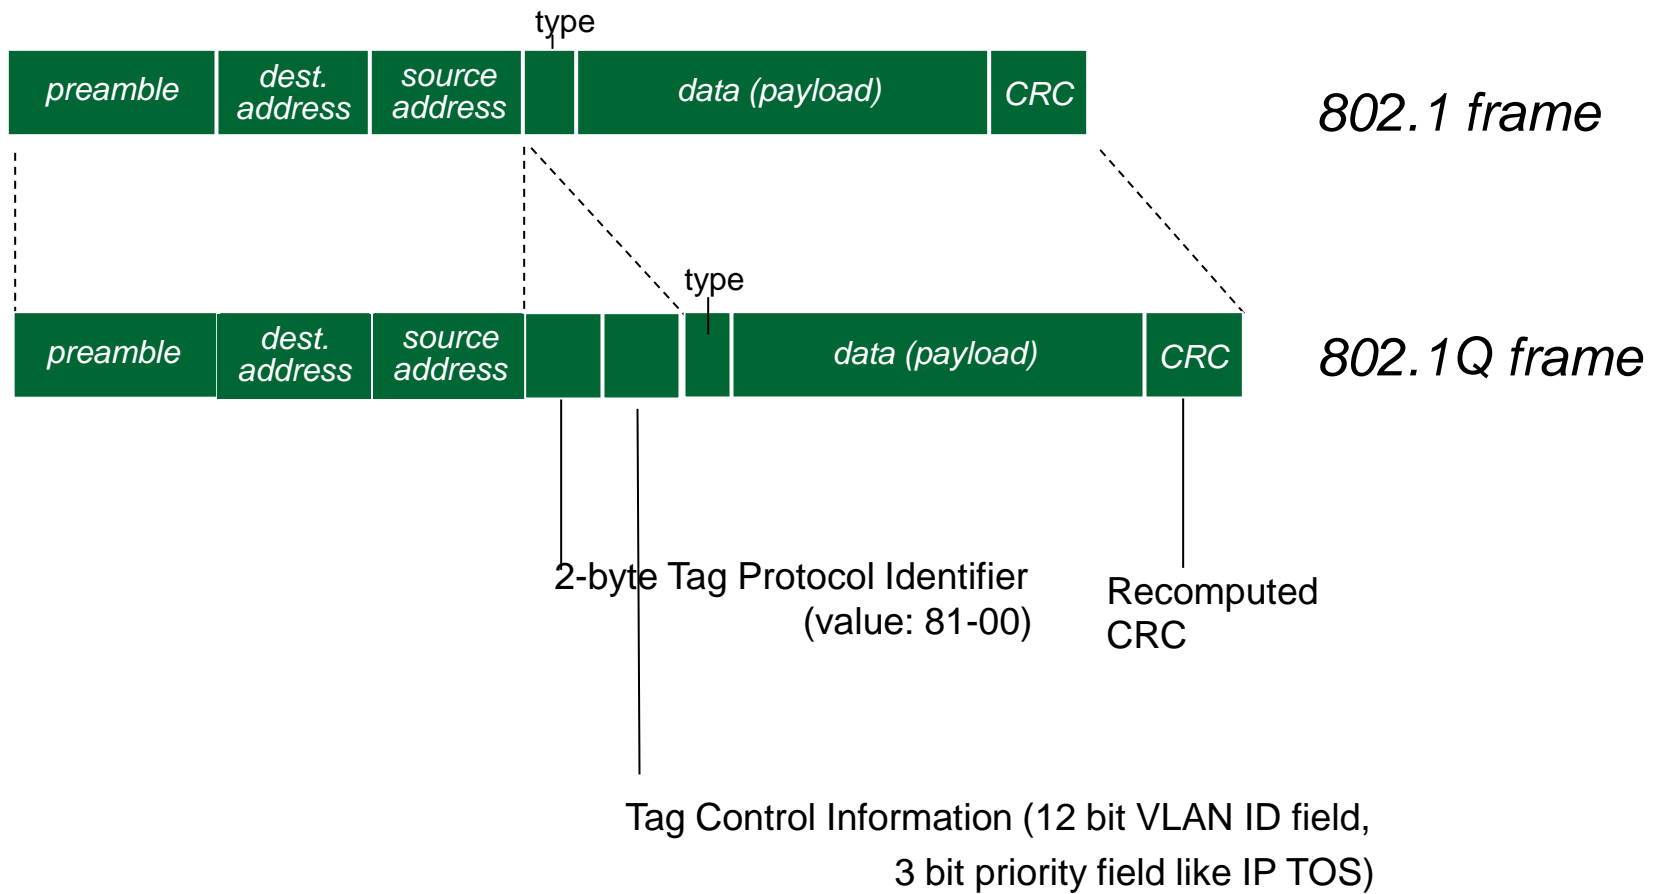 type
preamble
dest.
address
source
address
data (payload)
CRC
802.1 frame
type
preamble
dest.
address
source
address
data (payload)
CRC
802.1Q frame
2-byte Tag Protocol Identifier
(value: 81-00)
Recomputed
CRC
Tag Control Information (12 bit VLAN ID field,
3 bit priority field like IP TOS)